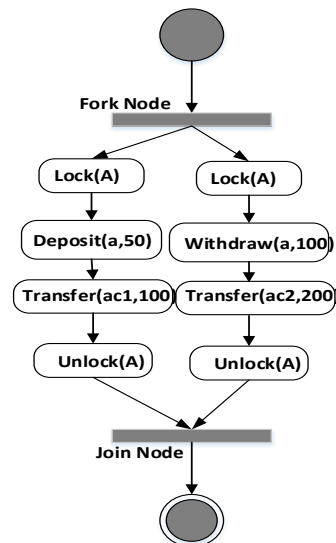 Fork Node
Lock(A)
Lock(A)
Deposit(a,50)
Withdraw(a,100)
Transfer(ac1,100)
Transfer(ac2,200)
Unlock(A)
Unlock(A)
Join Node